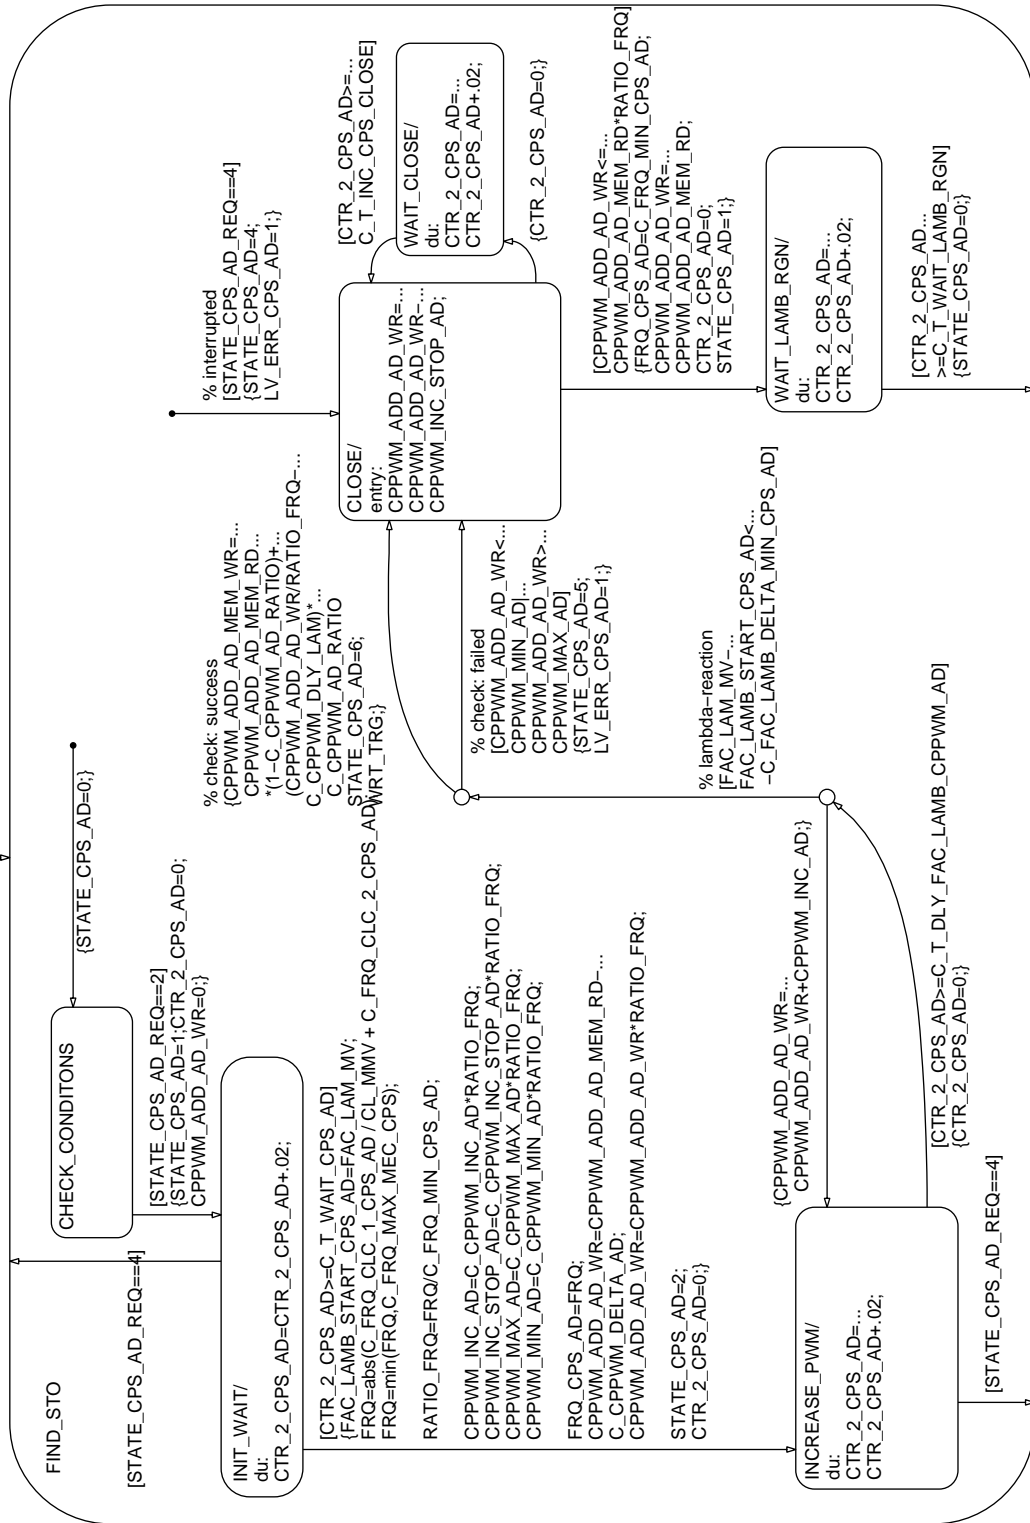 FIND_STO
[STATE_CPS_AD_REQ==4]
CHECK_CONDITONS
{STATE_CPS_AD=0;}
[STATE_CPS_AD_REQ==2]
{STATE_CPS_AD=1;CTR_2_CPS_AD=0;
CPPWM_ADD_AD_WR=0;}
INIT_WAIT/
du:
CTR_2_CPS_AD=CTR_2_CPS_AD+.02;
[CTR_2_CPS_AD>=C_T_WAIT_CPS_AD]
{FAC_LAMB_START_CPS_AD=FAC_LAM_MV;
FRQ=abs(C_FRQ_CLC_1_CPS_AD / CL_MMV + C_FRQ_CLC_2_CPS_AD);
FRQ=min(FRQ,C_FRQ_MAX_MEC_CPS);
RATIO_FRQ=FRQ/C_FRQ_MIN_CPS_AD;
CPPWM_INC_AD=C_CPPWM_INC_AD*RATIO_FRQ;
CPPWM_INC_STOP_AD=C_CPPWM_INC_STOP_AD*RATIO_FRQ;
CPPWM_MAX_AD=C_CPPWM_MAX_AD*RATIO_FRQ;
CPPWM_MIN_AD=C_CPPWM_MIN_AD*RATIO_FRQ;
FRQ_CPS_AD=FRQ;
CPPWM_ADD_AD_WR=CPPWM_ADD_AD_MEM_RD−...
C_CPPWM_DELTA_AD;
CPPWM_ADD_AD_WR=CPPWM_ADD_AD_WR*RATIO_FRQ;
STATE_CPS_AD=2;
CTR_2_CPS_AD=0;}
INCREASE_PWM/
du:
CTR_2_CPS_AD=...
CTR_2_CPS_AD+.02;
[STATE_CPS_AD_REQ==4]
{CPPWM_ADD_AD_WR=...
CPPWM_ADD_AD_WR+CPPWM_INC_AD;}
[CTR_2_CPS_AD>=C_T_DLY_FAC_LAMB_CPPWM_AD]
{CTR_2_CPS_AD=0;}
% lambda−reaction
[FAC_LAM_MV−...
FAC_LAMB_START_CPS_AD<...
−C_FAC_LAMB_DELTA_MIN_CPS_AD]
% check: success
{CPPWM_ADD_AD_MEM_WR=...
CPPWM_ADD_AD_MEM_RD...
*(1−C_CPPWM_AD_RATIO)+...
(CPPWM_ADD_AD_WR/RATIO_FRQ−...
C_CPPWM_DLY_LAM)*...
C_CPPWM_AD_RATIO
STATE_CPS_AD=6;
WRT_TRG;}
% check: failed
[CPPWM_ADD_AD_WR<...
CPPWM_MIN_AD|...
CPPWM_ADD_AD_WR>...
CPPWM_MAX_AD]
{STATE_CPS_AD=5;
LV_ERR_CPS_AD=1;}
% interrupted
[STATE_CPS_AD_REQ==4]
{STATE_CPS_AD=4;
LV_ERR_CPS_AD=1;}
CLOSE/
entry:
CPPWM_ADD_AD_WR=...
CPPWM_ADD_AD_WR−...
CPPWM_INC_STOP_AD;
[CTR_2_CPS_AD>=...
C_T_INC_CPS_CLOSE]
WAIT_CLOSE/
du:
CTR_2_CPS_AD=...
CTR_2_CPS_AD+.02;
{CTR_2_CPS_AD=0;}
[CPPWM_ADD_AD_WR<=...
CPPWM_ADD_AD_MEM_RD*RATIO_FRQ]
{FRQ_CPS_AD=C_FRQ_MIN_CPS_AD;
CPPWM_ADD_AD_WR=...
CPPWM_ADD_AD_MEM_RD;
CTR_2_CPS_AD=0;
STATE_CPS_AD=1;}
WAIT_LAMB_RGN/
du:
CTR_2_CPS_AD=...
CTR_2_CPS_AD+.02;
[CTR_2_CPS_AD...
>=C_T_WAIT_LAMB_RGN]
{STATE_CPS_AD=0;}